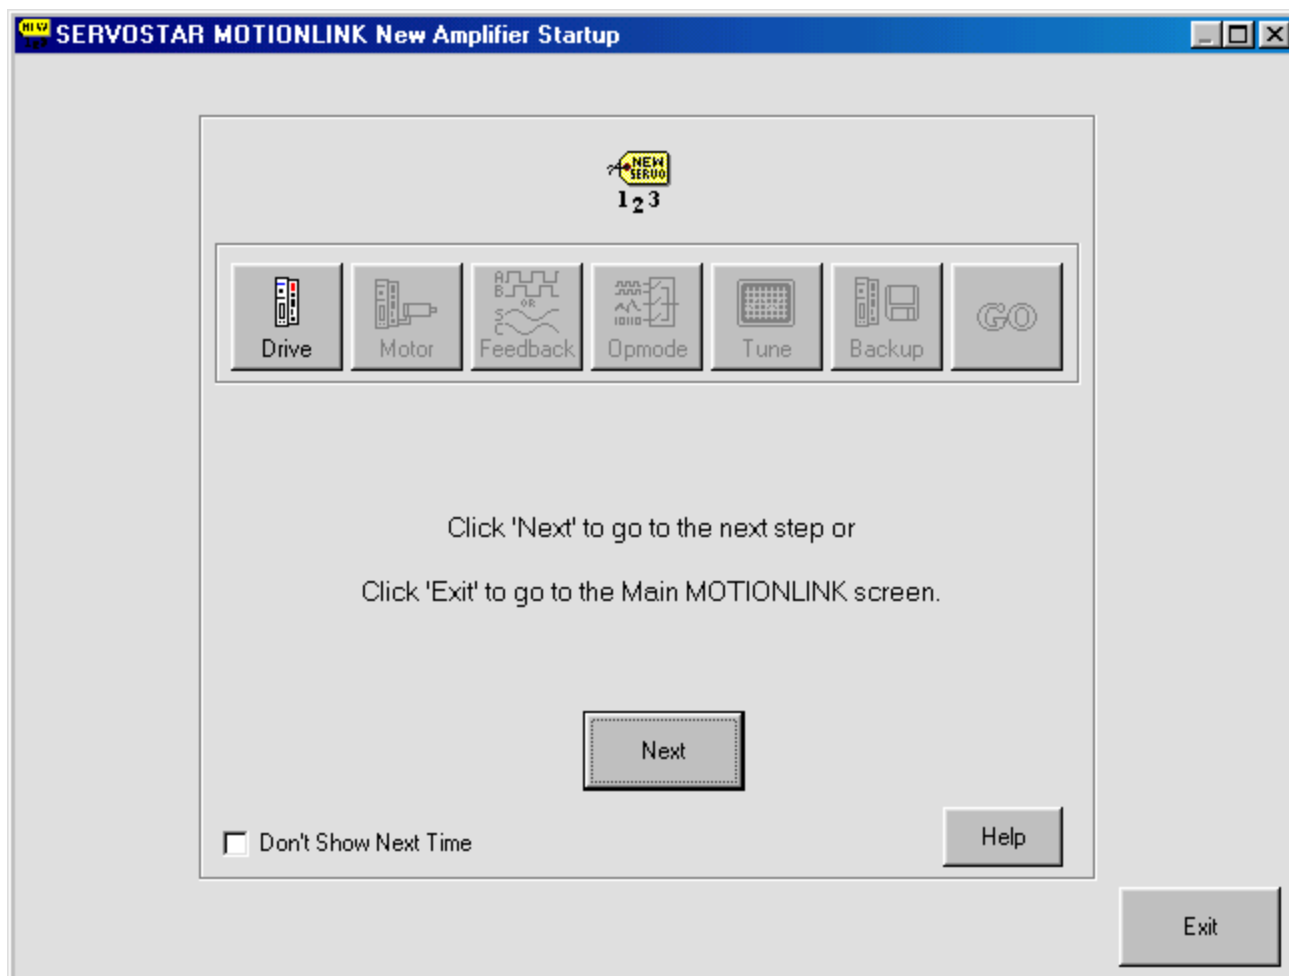 SERVOSTAR MOTIONLINK New Amplifier Startup
NEW
SERVO
1 2 3
A
B
OR
S
C
10110
GO
Drive Motor Feedback Opmode Tune Backup
Click 'Next' to go to the next step or
Click 'Exit' to go to the Main MOTIONLINK screen.
Next
Don't Show Next Time
Help
Exit